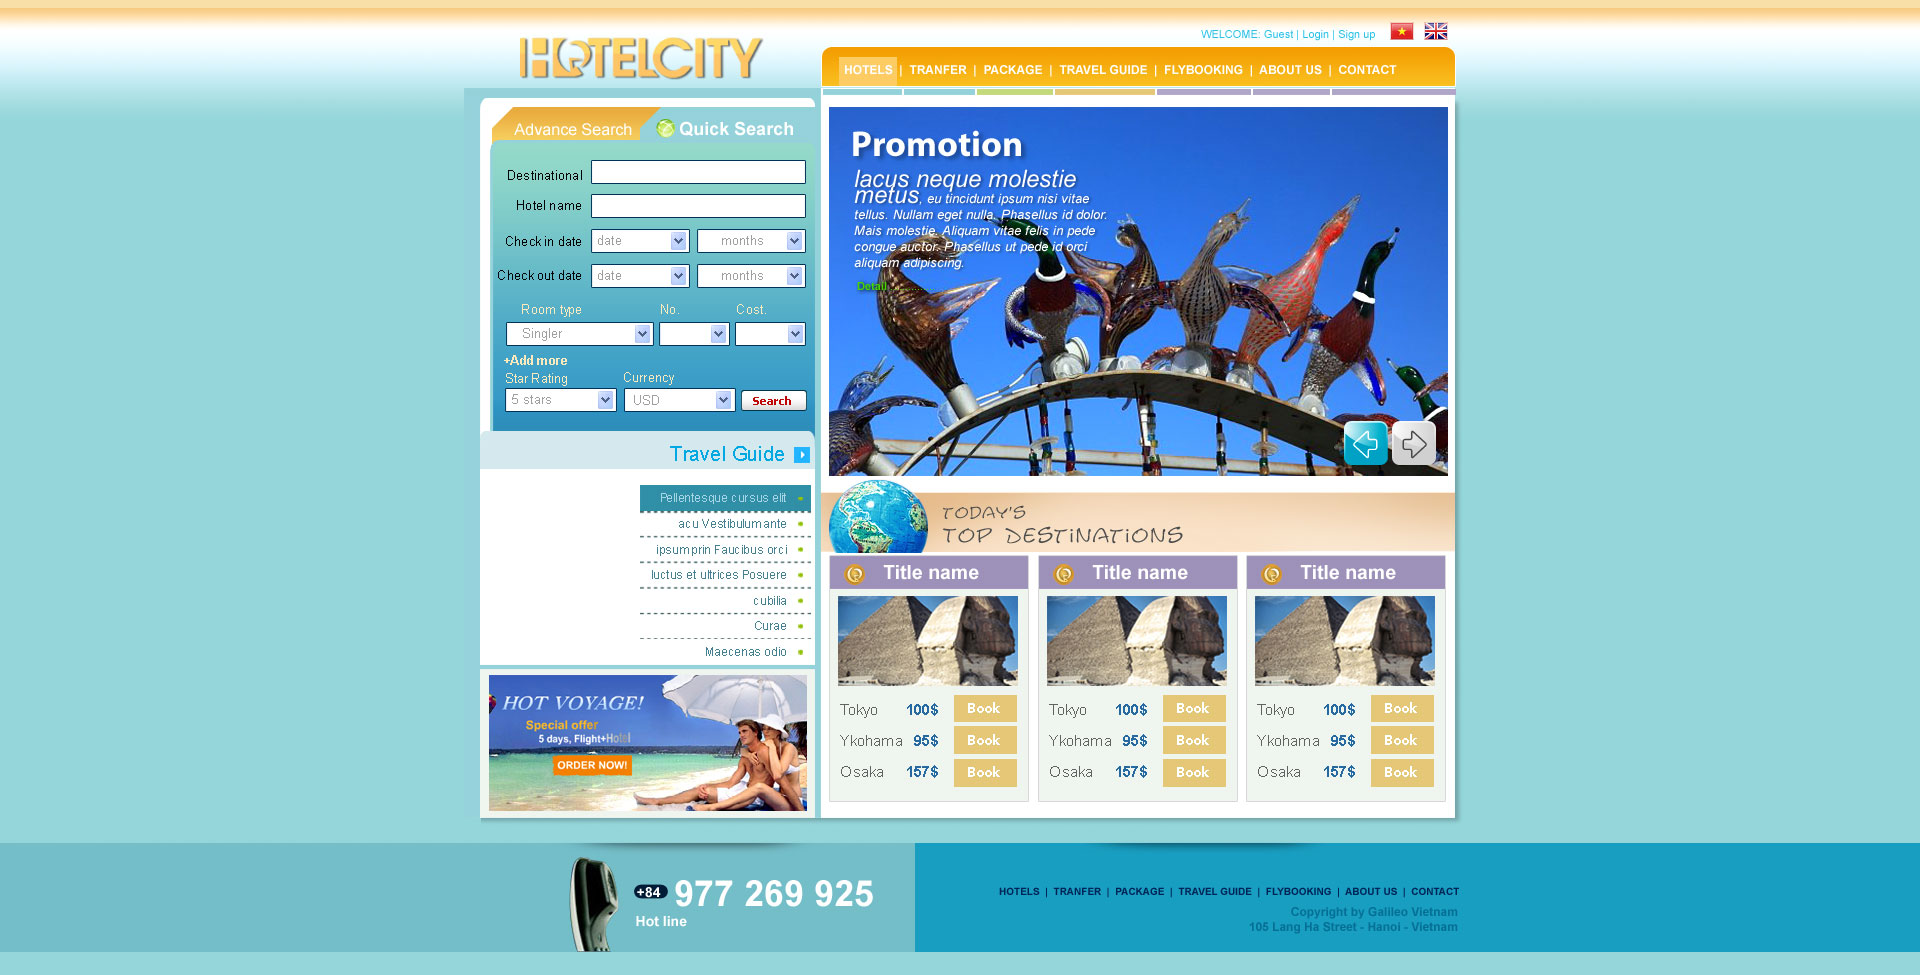 HOTELCITY
WELCOME: Guest | Login | Sign up
HOTELS | TRANFER | PACKAGE | TRAVEL GUIDE | FLYBOOKING | ABOUT US | CONTACT
Advance Search
Quick Search
Destinational
Hotel name
Check in date
date
months
Check out date
date
months
Room type
No.
Cost.
Singler
+Add more
Star Rating
Currency
5 stars
USD
Search
Travel Guide
Pellentesque cursus elit
acu Vestibulumante
ipsumprin Faucibus orci
luctus et ultrices Posuere
cubilia
Curae
Maecenas odio
HOT VOYAGE!
Special offer
5 days, Flight+Hotel
ORDER NOW!
Promotion
lacus neque molestie
metus, eu tincidunt ipsum nisi vitae
tellus. Nullam eget nulla. Phasellus id dolor.
Mais molestie. Aliquam vitae felis in pede
congue auctor. Phasellus ut pede id orci
aliquam adipiscing.
Detail
TODAY'S
TOP DESTINATIONS
Title name
Tokyo 100$ Book
Ykohama 95$ Book
Osaka 157$ Book
Title name
Tokyo 100$ Book
Ykohama 95$ Book
Osaka 157$ Book
Title name
Tokyo 100$ Book
Ykohama 95$ Book
Osaka 157$ Book
+84 977 269 925
Hot line
HOTELS | TRANFER | PACKAGE | TRAVEL GUIDE | FLYBOOKING | ABOUT US | CONTACT
Copyright by Galileo Vietnam
105 Lang Ha Street - Hanoi - Vietnam